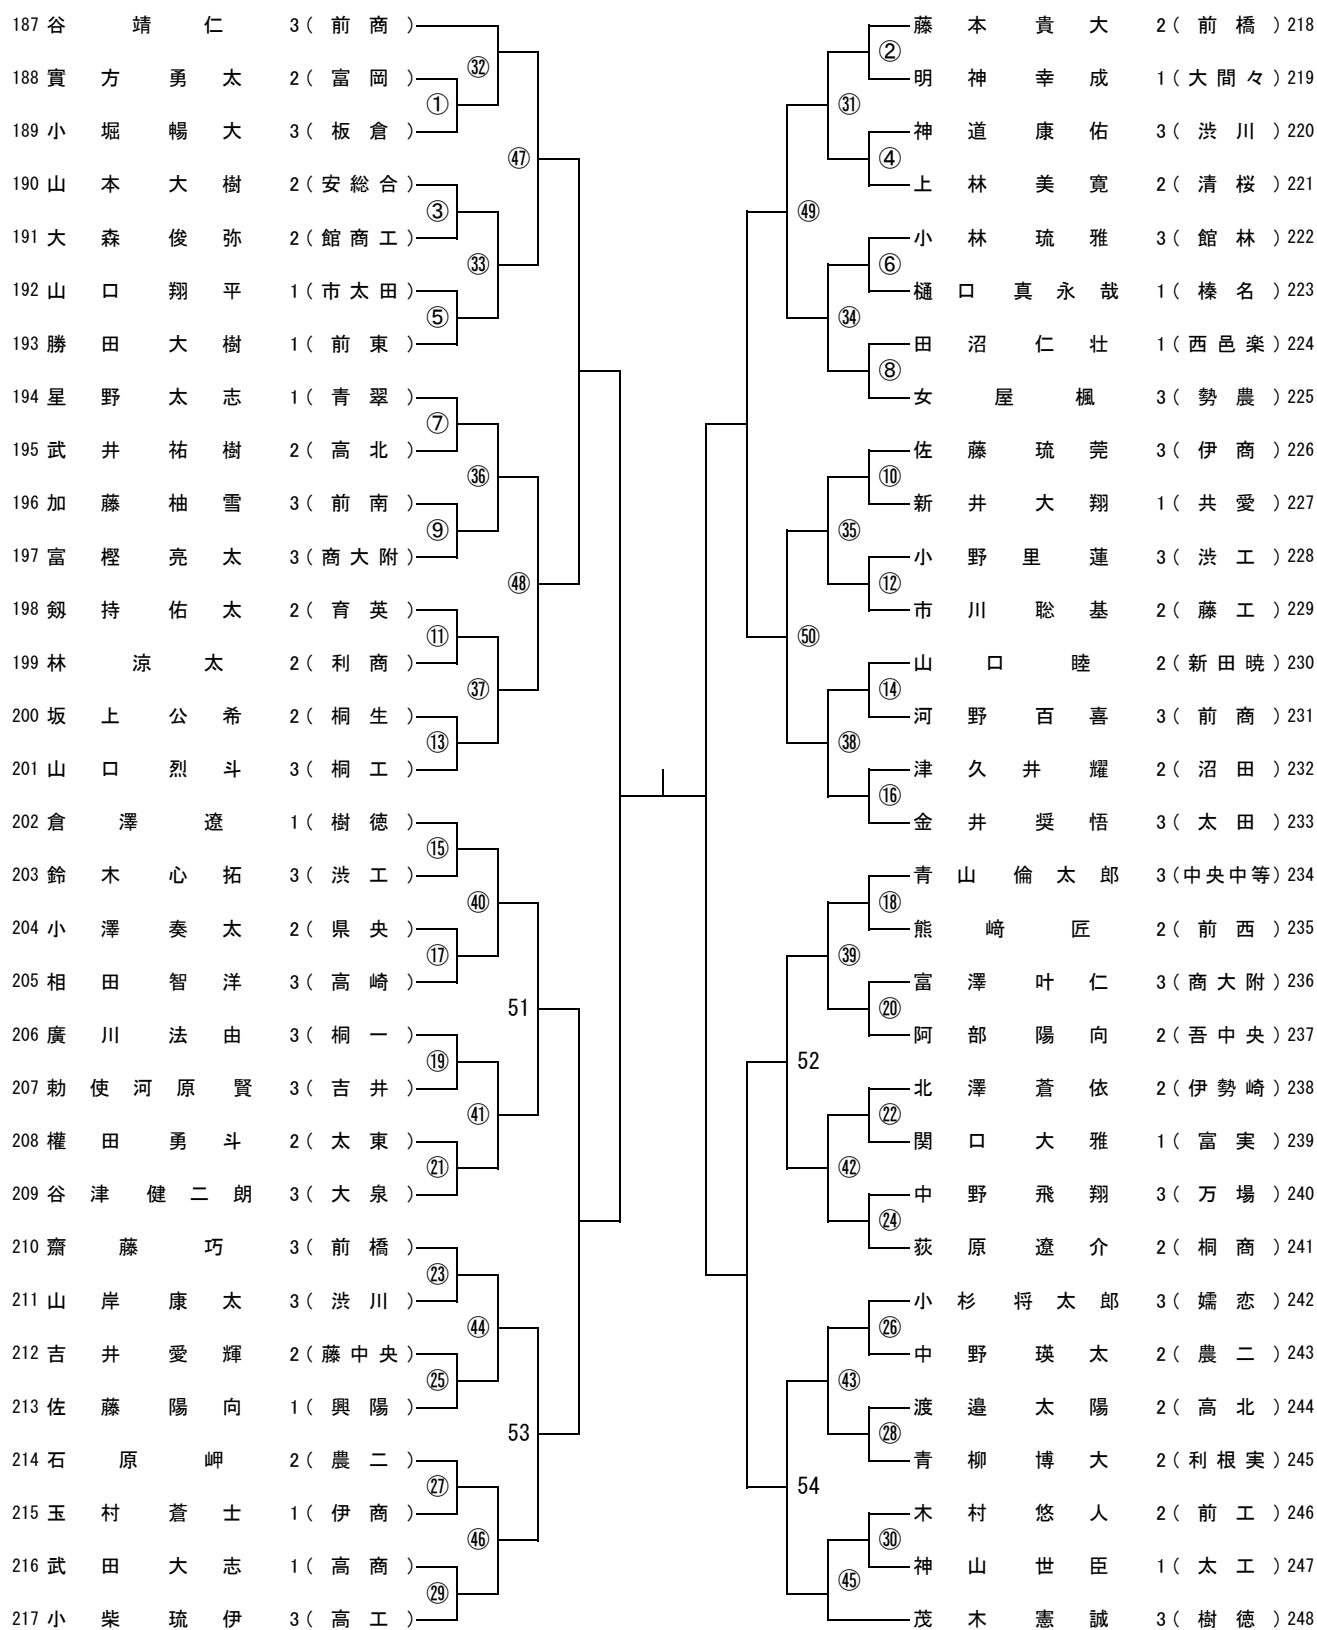 187 谷 靖 仁 3 ( 前 商 )
188 實 方 勇 太 2 ( 富 岡 )
189 小 堀 暢 大 3 ( 板 倉 )
190 山 本 大 樹 2 ( 安 総 合 )
191 大 森 俊 弥 2 ( 館 商 工 )
192 山 口 翔 平 1 ( 市 太 田 )
193 勝 田 大 樹 1 ( 前 東 )
194 星 野 太 志 1 ( 青 翠 )
195 武 井 祐 樹 2 ( 高 北 )
196 加 藤 柚 雪 3 ( 前 南 )
197 富 樫 亮 太 3 ( 商 大 附 )
198 剱 持 佑 太 2 ( 育 英 )
199 林 涼 太 2 ( 利 商 )
200 坂 上 公 希 2 ( 桐 生 )
201 山 口 烈 斗 3 ( 桐 工 )
202 倉 澤 遼 1 ( 樹 徳 )
203 鈴 木 心 拓 3 ( 渋 工 )
204 小 澤 奏 太 2 ( 県 央 )
205 相 田 智 洋 3 ( 高 崎 )
206 廣 川 法 由 3 ( 桐 一 )
207 勅 使 河 原 賢 3 ( 吉 井 )
208 權 田 勇 斗 2 ( 太 東 )
209 谷 津 健 二 朗 3 ( 大 泉 )
210 齋 藤 巧 3 ( 前 橋 )
211 山 岸 康 太 3 ( 渋 川 )
212 吉 井 愛 輝 2 ( 藤 中 央 )
213 佐 藤 陽 向 1 ( 興 陽 )
214 石 原 岬 2 ( 農 二 )
215 玉 村 蒼 士 1 ( 伊 商 )
216 武 田 大 志 1 ( 高 商 )
217 小 柴 琉 伊 3 ( 高 工 )
①
③
⑤
⑦
⑨
⑪
⑬
⑮
⑰
⑲
㉑
㉓
㉕
㉗
㉙
㉜
㉝
㊱
㊲
㊵
㊶
㊹
㊻
㊼
㊽
51
53
㊾
㊿
52
54
㉛
㉞
㉟
㊳
㊴
㊷
㊸
㊺
②
④
⑥
⑧
⑩
⑫
⑭
⑯
⑱
⑳
㉒
㉔
㉖
㉘
㉚
藤 本 貴 大 2 ( 前 橋 ) 218
明 神 幸 成 1 ( 大 間 々 ) 219
神 道 康 佑 3 ( 渋 川 ) 220
上 林 美 寛 2 ( 清 桜 ) 221
小 林 琉 雅 3 ( 館 林 ) 222
樋 口 真 永 哉 1 ( 榛 名 ) 223
田 沼 仁 壮 1 ( 西 邑 楽 ) 224
女 屋 楓 3 ( 勢 農 ) 225
佐 藤 琉 莞 3 ( 伊 商 ) 226
新 井 大 翔 1 ( 共 愛 ) 227
小 野 里 蓮 3 ( 渋 工 ) 228
市 川 聡 基 2 ( 藤 工 ) 229
山 口 睦 2 ( 新 田 暁 ) 230
河 野 百 喜 3 ( 前 商 ) 231
津 久 井 耀 2 ( 沼 田 ) 232
金 井 奨 悟 3 ( 太 田 ) 233
青 山 倫 太 郎 3 ( 中 央 中 等 ) 234
熊 﨑 匠 2 ( 前 西 ) 235
富 澤 叶 仁 3 ( 商 大 附 ) 236
阿 部 陽 向 2 ( 吾 中 央 ) 237
北 澤 蒼 依 2 ( 伊 勢 崎 ) 238
関 口 大 雅 1 ( 富 実 ) 239
中 野 飛 翔 3 ( 万 場 ) 240
荻 原 遼 介 2 ( 桐 商 ) 241
小 杉 将 太 郎 3 ( 嬬 恋 ) 242
中 野 瑛 太 2 ( 農 二 ) 243
渡 邉 太 陽 2 ( 高 北 ) 244
青 柳 博 大 2 ( 利 根 実 ) 245
木 村 悠 人 2 ( 前 工 ) 246
神 山 世 臣 1 ( 太 工 ) 247
茂 木 憲 誠 3 ( 樹 徳 ) 248